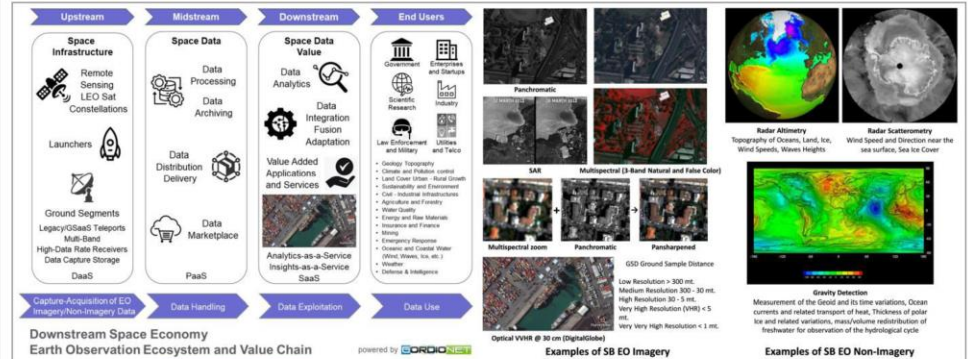 Upstream
Midstream
Downstream
End Users
Space
Infrastructure
Remote
Sensing
LEO Sat
Constellations
Launchers
Ground Segments
Legacy/GSaaS Teleports
Multi-Band
High-Data Rate Receivers
Data Capture Storage
DaaS
Space Data
Data
Processing
Data
Archiving
Data
Distribution
Delivery
Data
Marketplace
PaaS
Space Data
Value
Data
Analytics
Data
Integration
Fusion
Adaptation
Value Added
Applications
and Services
Analytics-as-a-Service
Insights-as-a-Service
SaaS
Government
Enterprises
and Startups
Scientific
Research
Industry
Law Enforcement
and Military
Utilities
and Telco
• Geology Topography
• Climate and Pollution control
• Land Cover Urban - Rural Growth
• Sustainability and Environment
• Civil - Industrial Infrastructures
• Agriculture and Forestry
• Water Quality
• Energy and Raw Materials
• Insurance and Finance
• Mining
• Emergency Response
• Oceanic and Coastal Water
(Wind, Waves, Ice, etc.)
• Weather
• Defense & Intelligence
Capture-Acquisition of EO
Imagery/Non-Imagery Data
Data Handling
Data Exploitation
Data Use
Downstream Space Economy
Earth Observation Ecosystem and Value Chain
powered by CORDIONET
Panchromatic
SAR
Multispectral (3-Band Natural and False Color)
+
→
Multispectral zoom
Panchromatic
Pansharpened
GSD Ground Sample Distance
Low Resolution > 300 mt.
Medium Resolution 300 - 30 mt.
High Resolution 30 - 5 mt.
Very High Resolution (VHR) < 5
mt.
Very Very High Resolution < 1 mt.
Optical VVHR @ 30 cm (DigitalGlobe)
Examples of SB EO Imagery
Radar Altimetry
Topography of Oceans, Land, Ice,
Wind Speeds, Waves Heights
Radar Scatterometry
Wind Speed and Direction near the
sea surface, Sea Ice Cover
Gravity Detection
Measurement of the Geoid and its time variations, Ocean
currents and related transport of heat, Thickness of polar
Ice and related variations, mass/volume redistribution of
freshwater for observation of the hydrological cycle
Examples of SB EO Non-Imagery